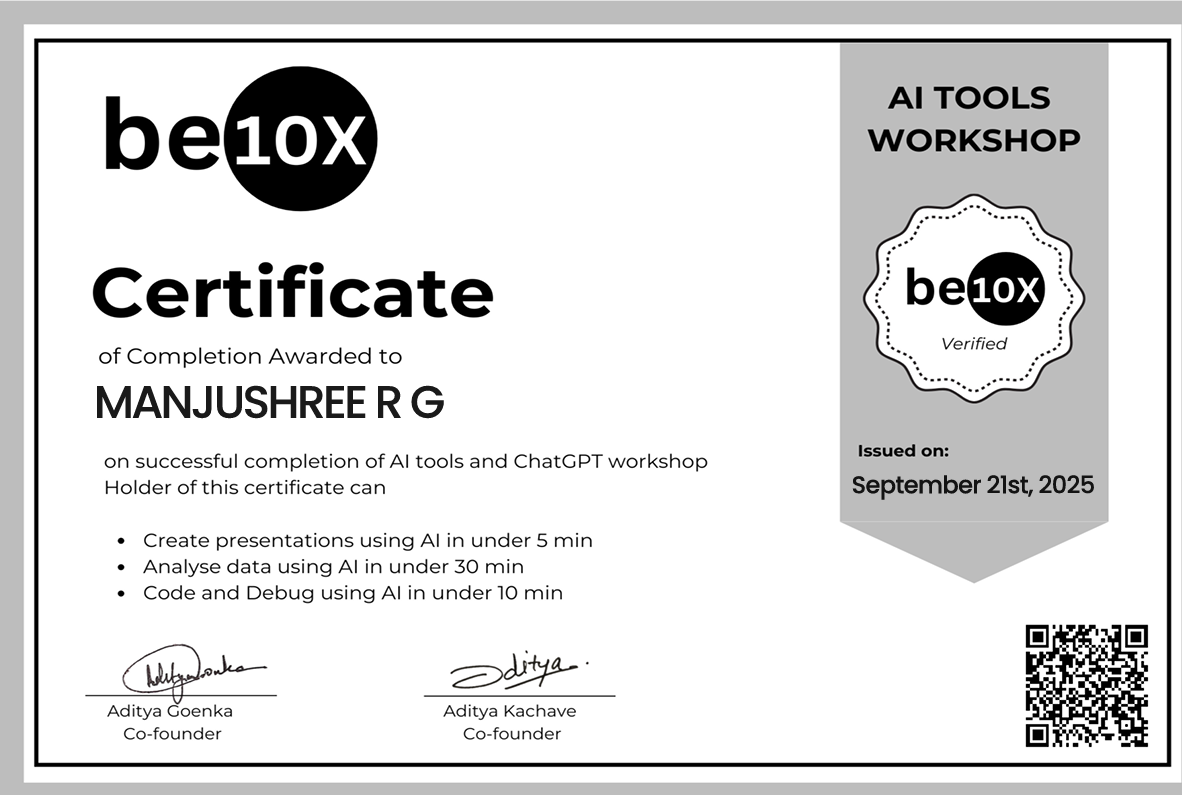 be10X
Certificate
of Completion Awarded to
MANJUSHREE R G
on successful completion of AI tools and ChatGPT workshop
Holder of this certificate can
• Create presentations using AI in under 5 min
• Analyse data using AI in under 30 min
• Code and Debug using AI in under 10 min
Aditya Goenka
Aditya Goenka
Co-founder
Aditya
Aditya Kachave
Co-founder
AI TOOLS
WORKSHOP
be10X
Verified
Issued on:
September 21st, 2025